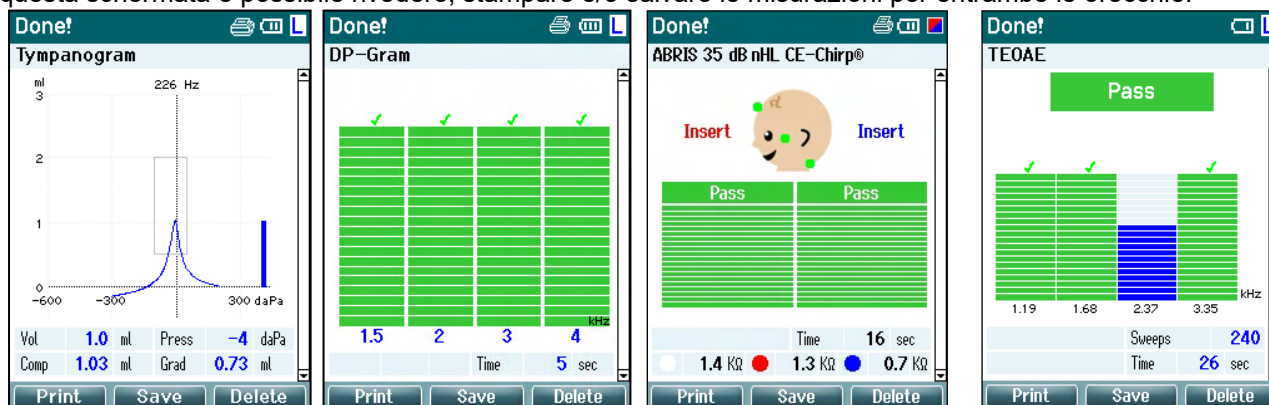 questa schermata è possibile rivedere, stampare e/o salvare le misurazioni per entrambe le orecchie.
Done! L
Tympanogram
ml 226 Hz
3
2
1
0
-600 -300 300 daPa
Vol 1.0 ml Press -4 daPa
Comp 1.03 ml Grad 0.73 ml
Print Save Delete
Done! L
DP-Gram
kHz
1.5 2 3 4
Time 5 sec
Print Save Delete
Done!
ABRIS 35 dB nHL CE-Chirp®
Insert Insert
Pass Pass
Time 16 sec
1.4 KΩ 1.3 KΩ 0.7 KΩ
Print Save Delete
Done! L
TEOAE
Pass
kHz
1.19 1.68 2.37 3.35
Sweeps 240
Time 26 sec
Print Save Delete